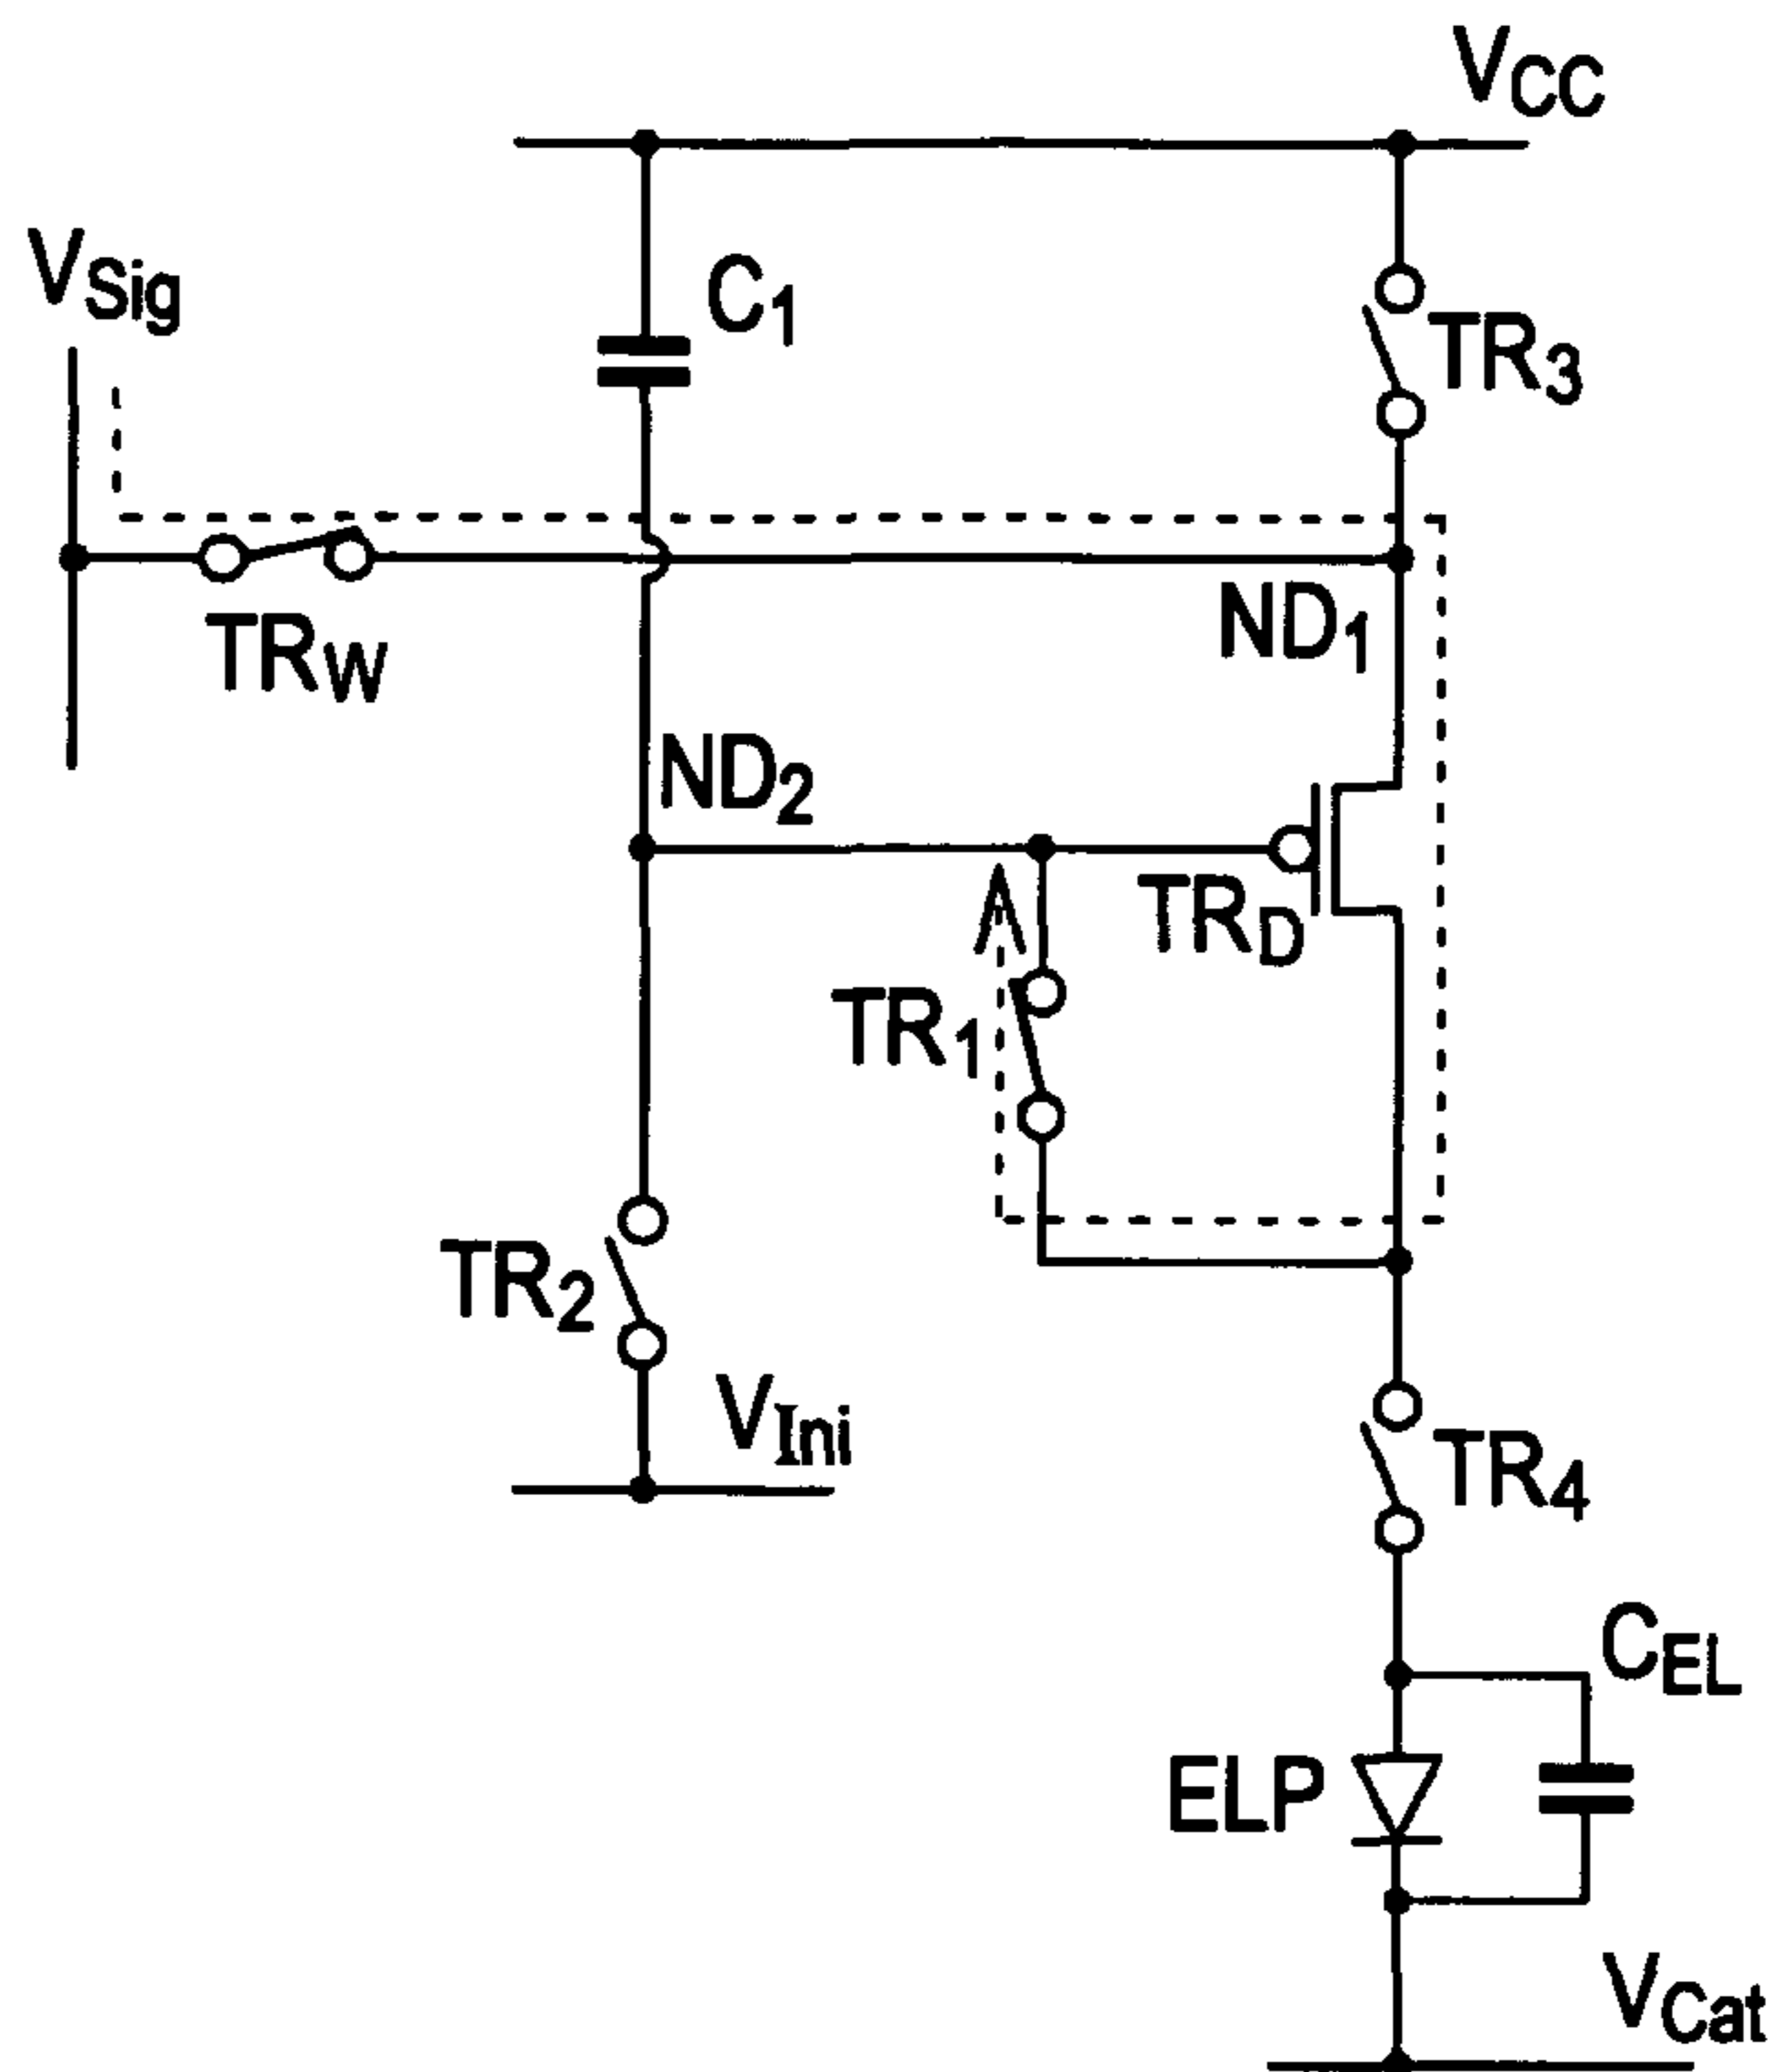 VCC
VSig
C1
TR3
TRW
ND1
ND2
TRD
TR1
TR2
VIni
TR4
CEL
ELP
VCat